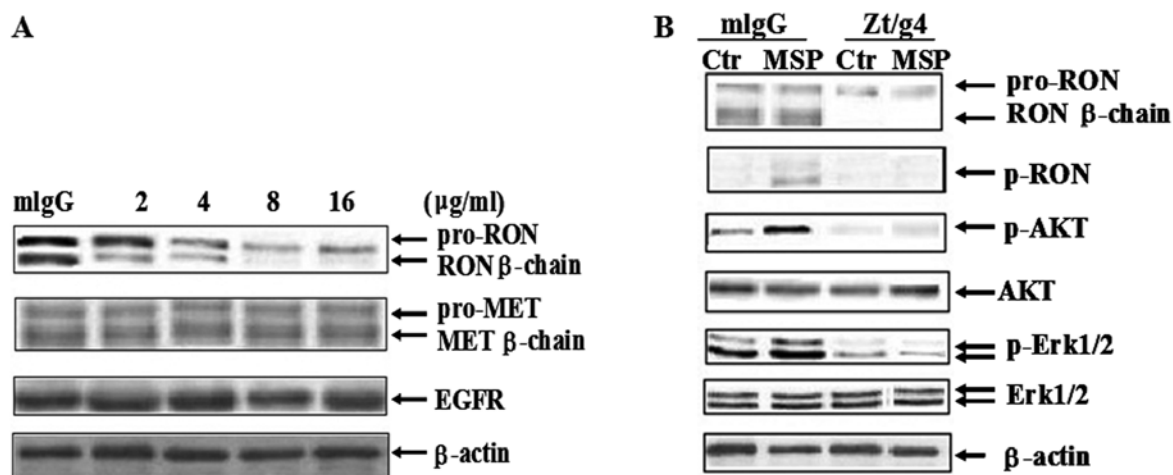 A
mIgG 2 4 8 16 (μg/ml)
pro-RON
RON β-chain
pro-MET
MET β-chain
EGFR
β-actin
B
mIgG Zt/g4
Ctr MSP Ctr MSP
pro-RON
RON β-chain
p-RON
p-AKT
AKT
p-Erk1/2
Erk1/2
β-actin